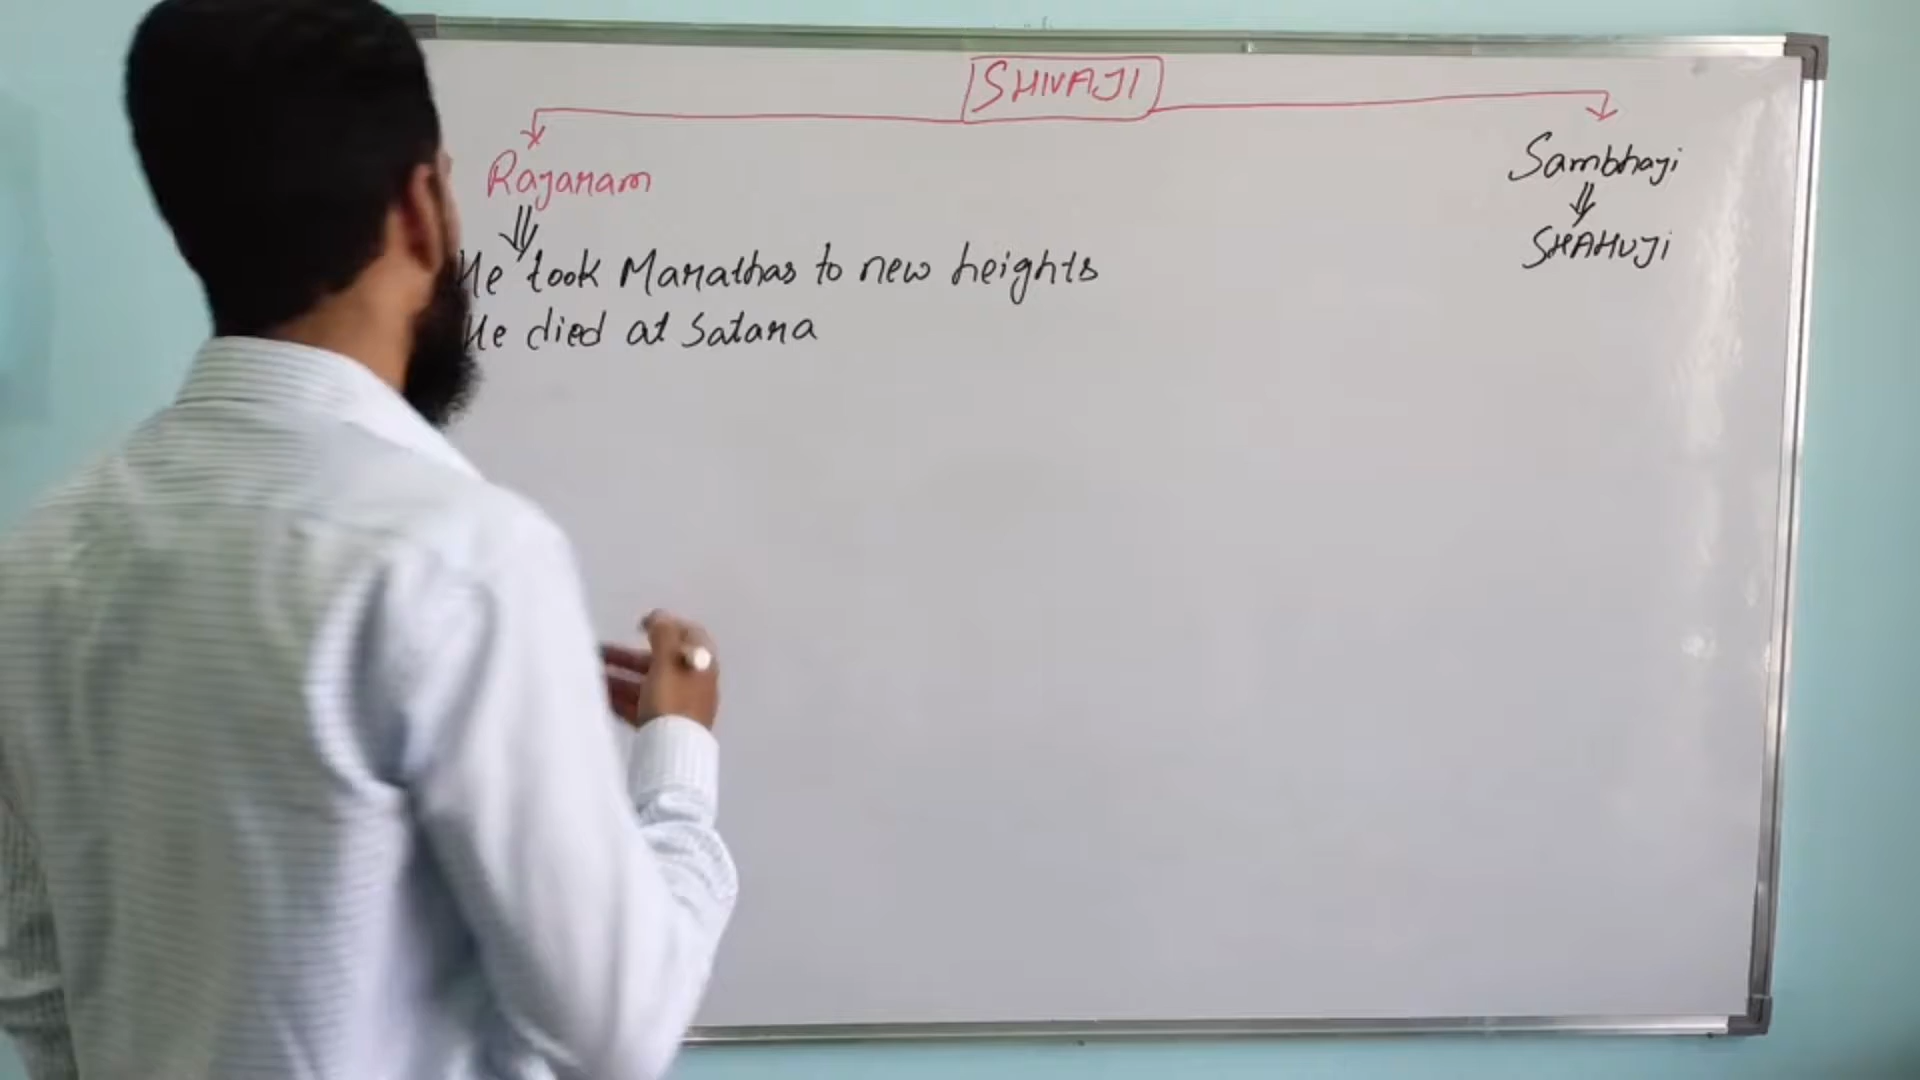 SHIVAJI
Rajaram
Sambhaji
SHAHUJi
He took Marathas to new heights
He died at Satara